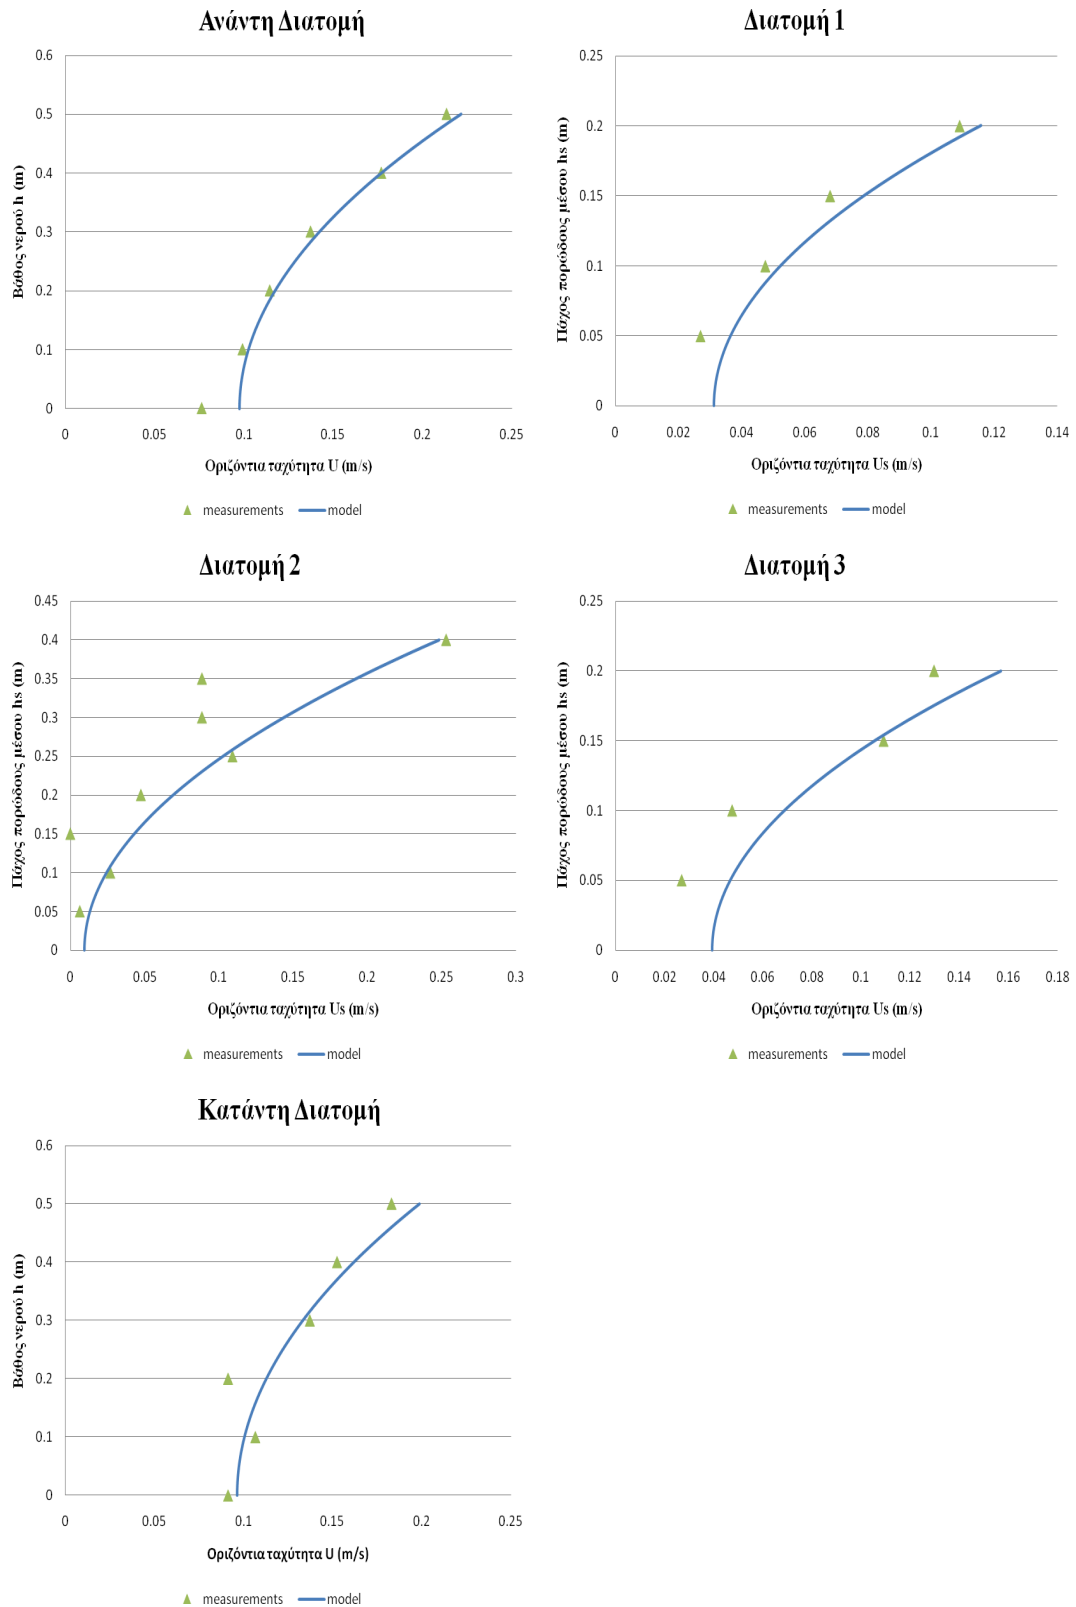 Ανάντη Διατομή
0.6
0.5
0.4
0.3
0.2
0.1
0
Βάθος νερού h (m)
0 0.05 0.1 0.15 0.2 0.25
Οριζόντια ταχύτητα U (m/s)
measurements model
Διατομή 1
0.25
0.2
0.15
0.1
0.05
0
Πάχος πορώδους μέσου hs (m)
0 0.02 0.04 0.06 0.08 0.1 0.12 0.14
Οριζόντια ταχύτητα Us (m/s)
measurements model
Διατομή 2
0.45
0.4
0.35
0.3
0.25
0.2
0.15
0.1
0.05
0
Πάχος πορώδους μέσου hs (m)
0 0.05 0.1 0.15 0.2 0.25 0.3
Οριζόντια ταχύτητα Us (m/s)
measurements model
Διατομή 3
0.25
0.2
0.15
0.1
0.05
0
Πάχος πορώδους μέσου hs (m)
0 0.02 0.04 0.06 0.08 0.1 0.12 0.14 0.16 0.18
Οριζόντια ταχύτητα Us (m/s)
measurements model
Κατάντη Διατομή
0.6
0.5
0.4
0.3
0.2
0.1
0
Βάθος νερού h (m)
0 0.05 0.1 0.15 0.2 0.25
Οριζόντια ταχύτητα U (m/s)
measurements model